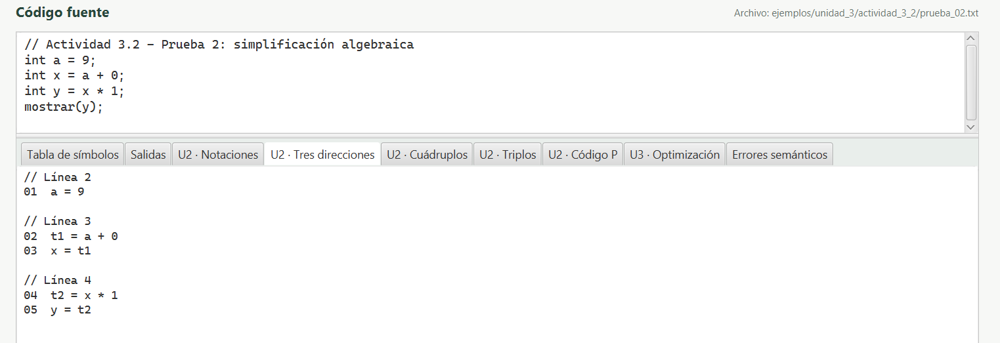 Código fuente
Archivo: ejemplos/unidad_3/actividad_3_2/prueba_02.txt
// Actividad 3.2 – Prueba 2: simplificación algebraica
int a = 9;
int x = a + 0;
int y = x * 1;
mostrar(y);
Tabla de símbolos
Salidas
U2 · Notaciones
U2 · Tres direcciones
U2 · Cuádruplos
U2 · Triplos
U2 · Código P
U3 · Optimización
Errores semánticos
// Línea 2
01  a = 9
// Línea 3
02  t1 = a + 0
03  x = t1
// Línea 4
04  t2 = x * 1
05  y = t2